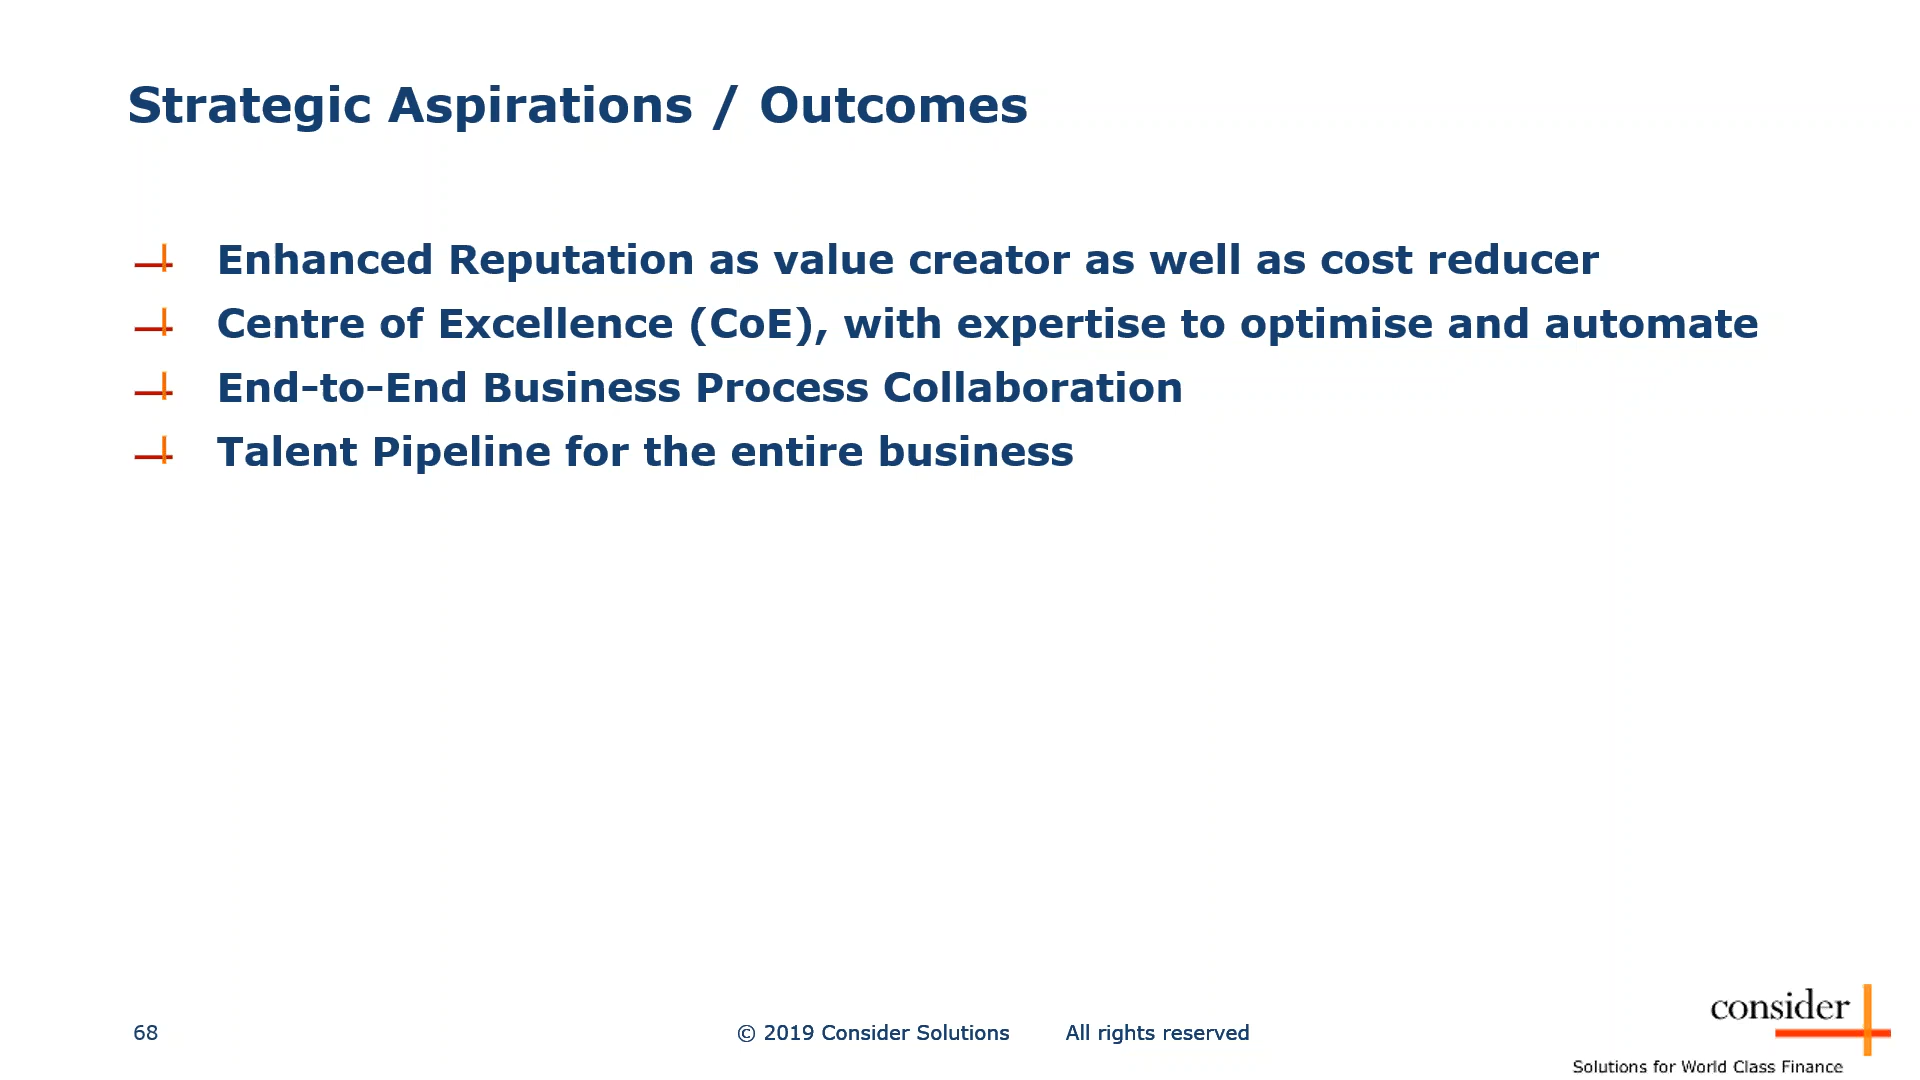 Strategic Aspirations / Outcomes
Enhanced Reputation as value creator as well as cost reducer
Centre of Excellence (CoE), with expertise to optimise and automate
End-to-End Business Process Collaboration
Talent Pipeline for the entire business
68
© 2019 Consider Solutions All rights reserved
consider
Solutions for World Class Finance